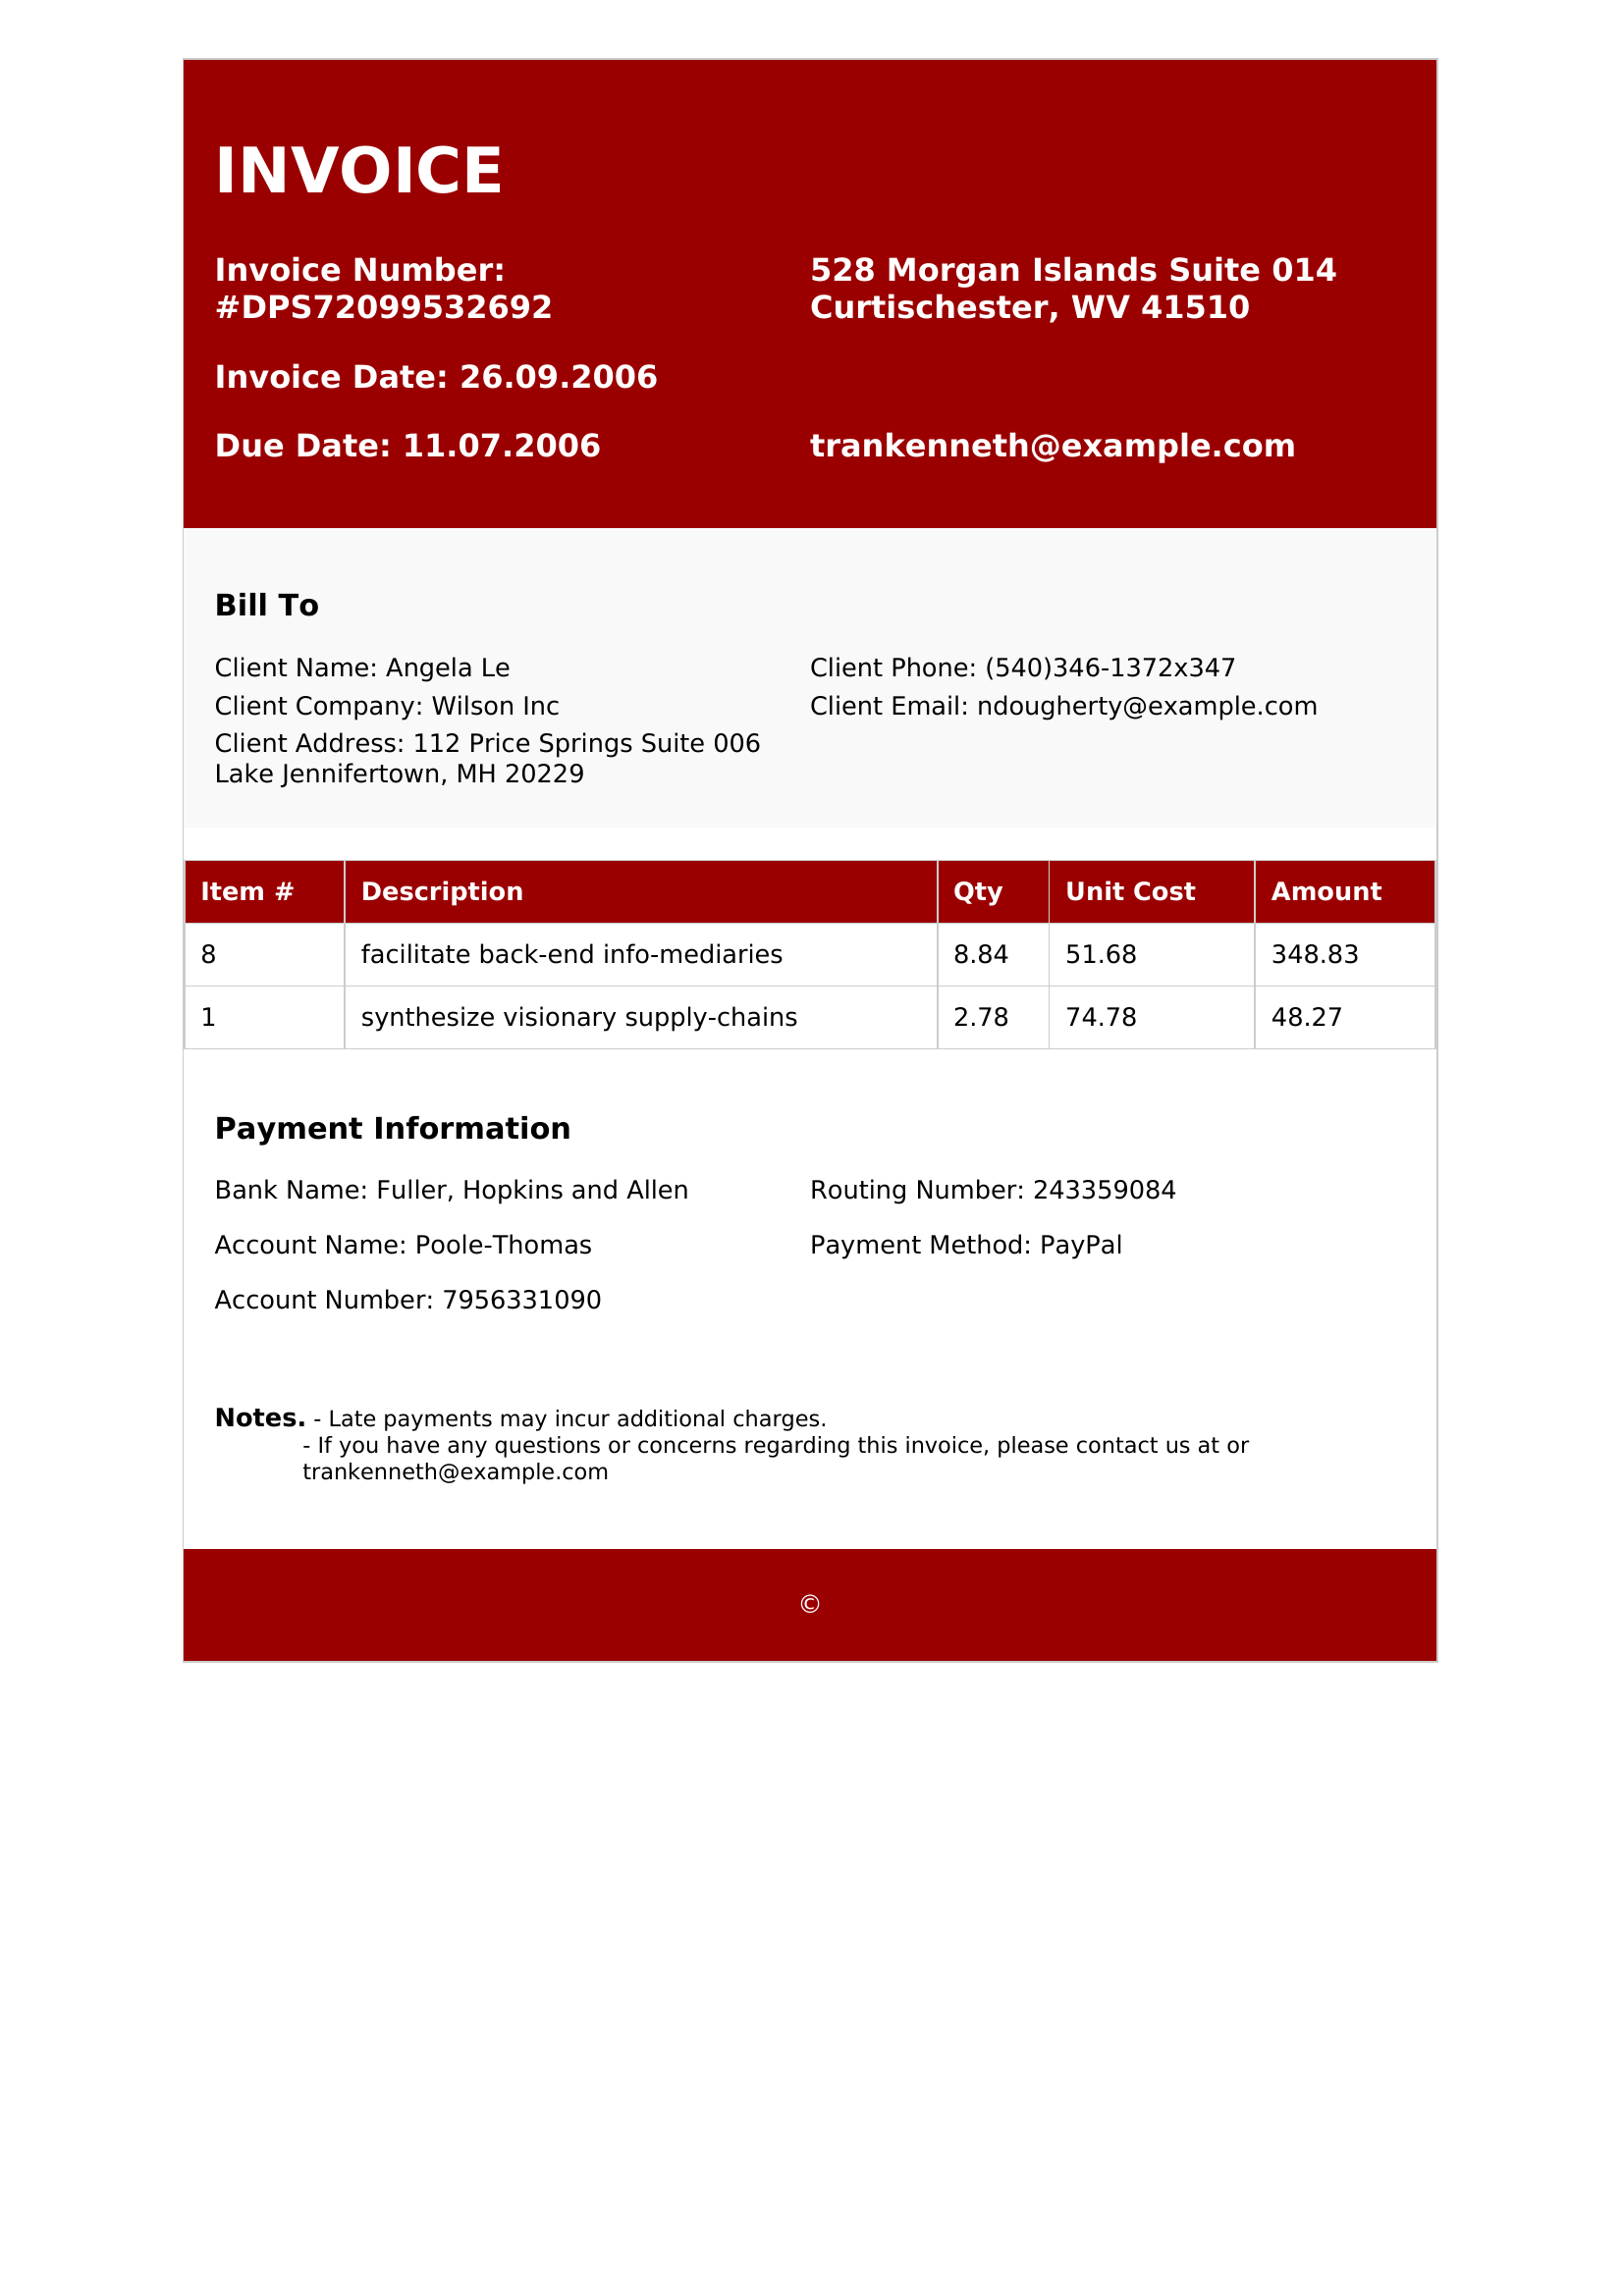 INVOICE
Invoice Number:
#DPS72099532692
528 Morgan Islands Suite 014
Curtischester, WV 41510
Invoice Date: 26.09.2006
Due Date: 11.07.2006
trankenneth@example.com
Bill To
Client Name: Angela Le
Client Phone: (540)346-1372x347
Client Company: Wilson Inc
Client Email: ndougherty@example.com
Client Address: 112 Price Springs Suite 006
Lake Jennifertown, MH 20229
Item # Description Qty Unit Cost Amount
8 facilitate back-end info-mediaries 8.84 51.68 348.83
1 synthesize visionary supply-chains 2.78 74.78 48.27
Payment Information
Bank Name: Fuller, Hopkins and Allen
Routing Number: 243359084
Account Name: Poole-Thomas
Payment Method: PayPal
Account Number: 7956331090
Notes. - Late payments may incur additional charges.
- If you have any questions or concerns regarding this invoice, please contact us at or
trankenneth@example.com
©